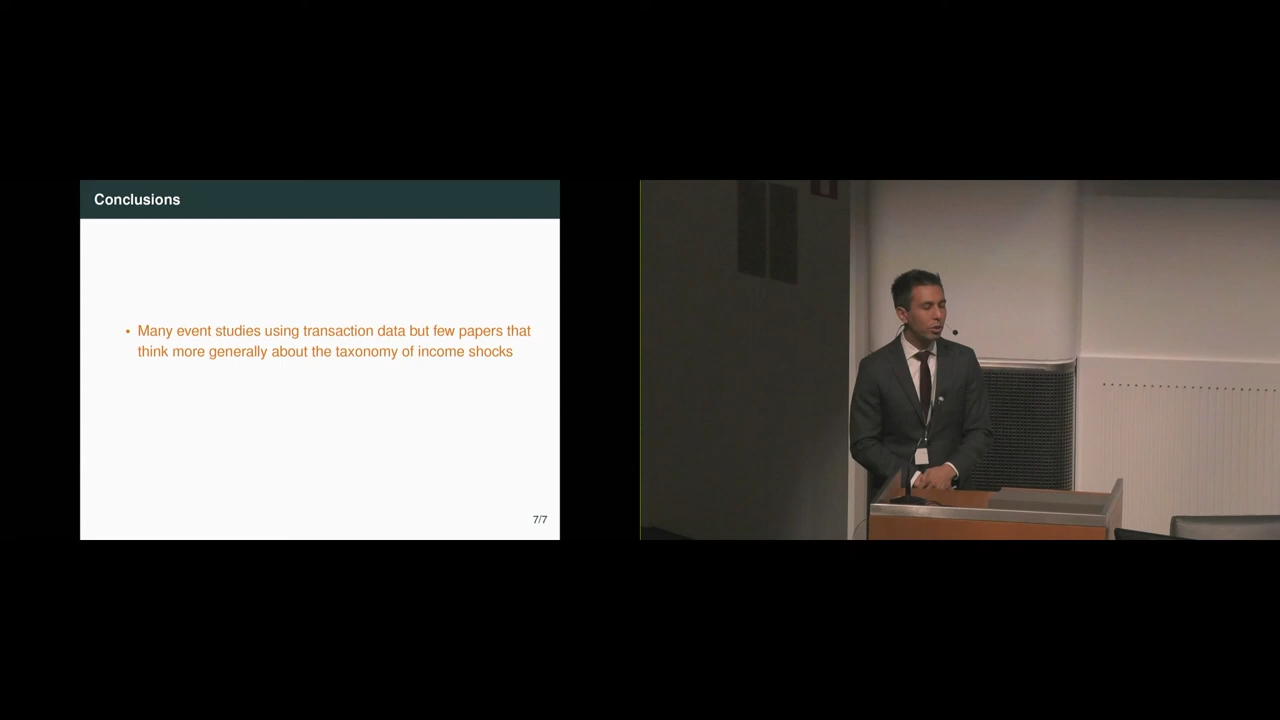 Conclusions
• Many event studies using transaction data but few papers that
think more generally about the taxonomy of income shocks
7/7